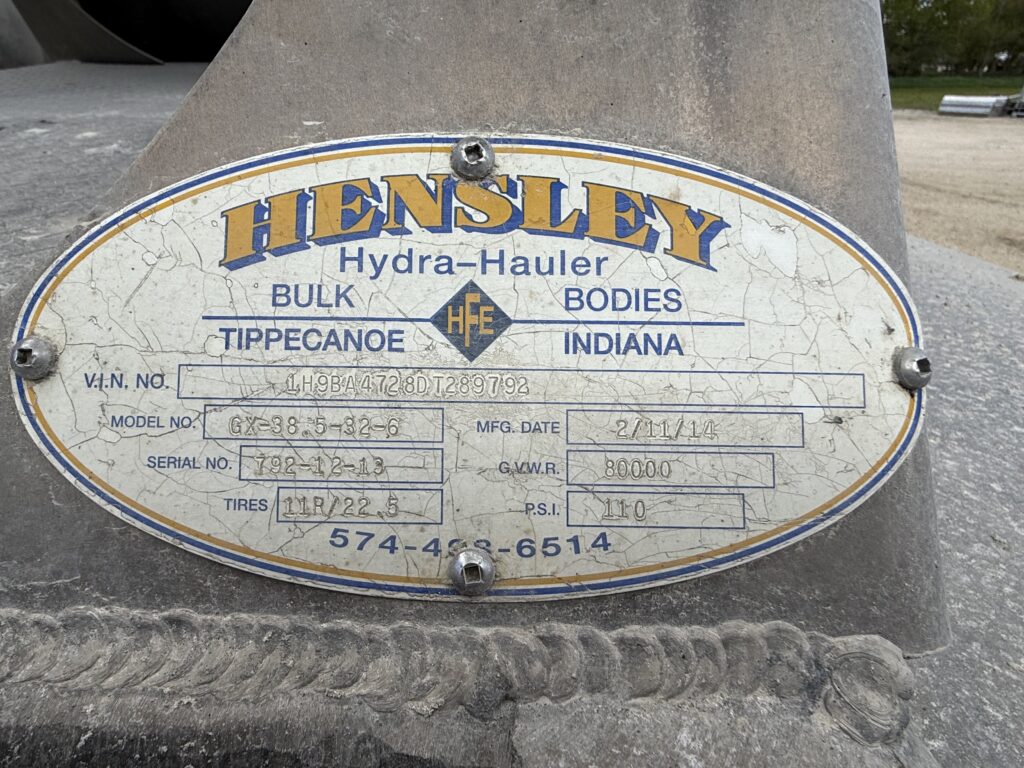 HENSLEY
Hydra-Hauler
BULK HFE BODIES
TIPPECANOE INDIANA
V.I.N. NO. 1H9BA4728DT289792
MODEL NO. GX-38.5-32-6 MFG. DATE 2/11/14
SERIAL NO. 792-12-13 G.V.W.R. 80000
TIRES 11R/22.5 P.S.I. 110